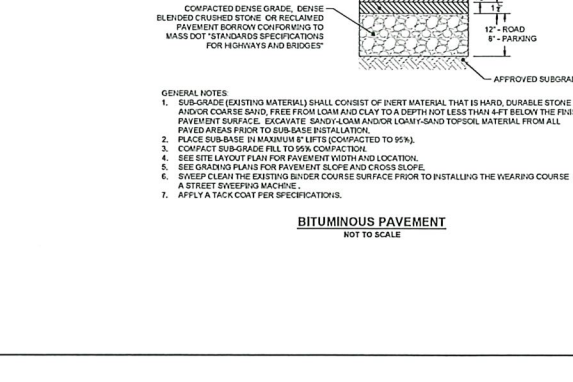 COMPACTED DENSE GRADE, DENSE
BLENDED CRUSHED STONE OR RECLAIMED
PAVEMENT BORROW CONFORMING TO
MASS DOT "STANDARDS SPECIFICATIONS
FOR HIGHWAYS AND BRIDGES"
12" - ROAD
6" - PARKING
APPROVED SUBGRA
GENERAL NOTES:
1. SUB-GRADE (EXISTING MATERIAL) SHALL CONSIST OF INERT MATERIAL THAT IS HARD, DURABLE STONE
AND/OR COARSE SAND, FREE FROM LOAM AND CLAY TO A DEPTH NOT LESS THAN 4-FT BELOW THE FINIS
PAVEMENT SURFACE. EXCAVATE SANDY-LOAM AND/OR LOAMY-SAND TOPSOIL MATERIAL FROM ALL
PAVED AREAS PRIOR TO SUB-BASE INSTALLATION.
2. PLACE SUB-BASE IN MAXIMUM 6" LIFTS (COMPACTED TO 95%).
3. COMPACT SUB-GRADE FILL TO 95% COMPACTION.
4. SEE SITE LAYOUT PLAN FOR PAVEMENT WIDTH AND LOCATION.
5. SEE GRADING PLANS FOR PAVEMENT SLOPE AND CROSS SLOPE.
6. SWEEP CLEAN THE EXISTING BINDER COURSE SURFACE PRIOR TO INSTALLING THE WEARING COURSE
A STREET SWEEPING MACHINE.
7. APPLY A TACK COAT PER SPECIFICATIONS.
BITUMINOUS PAVEMENT
NOT TO SCALE